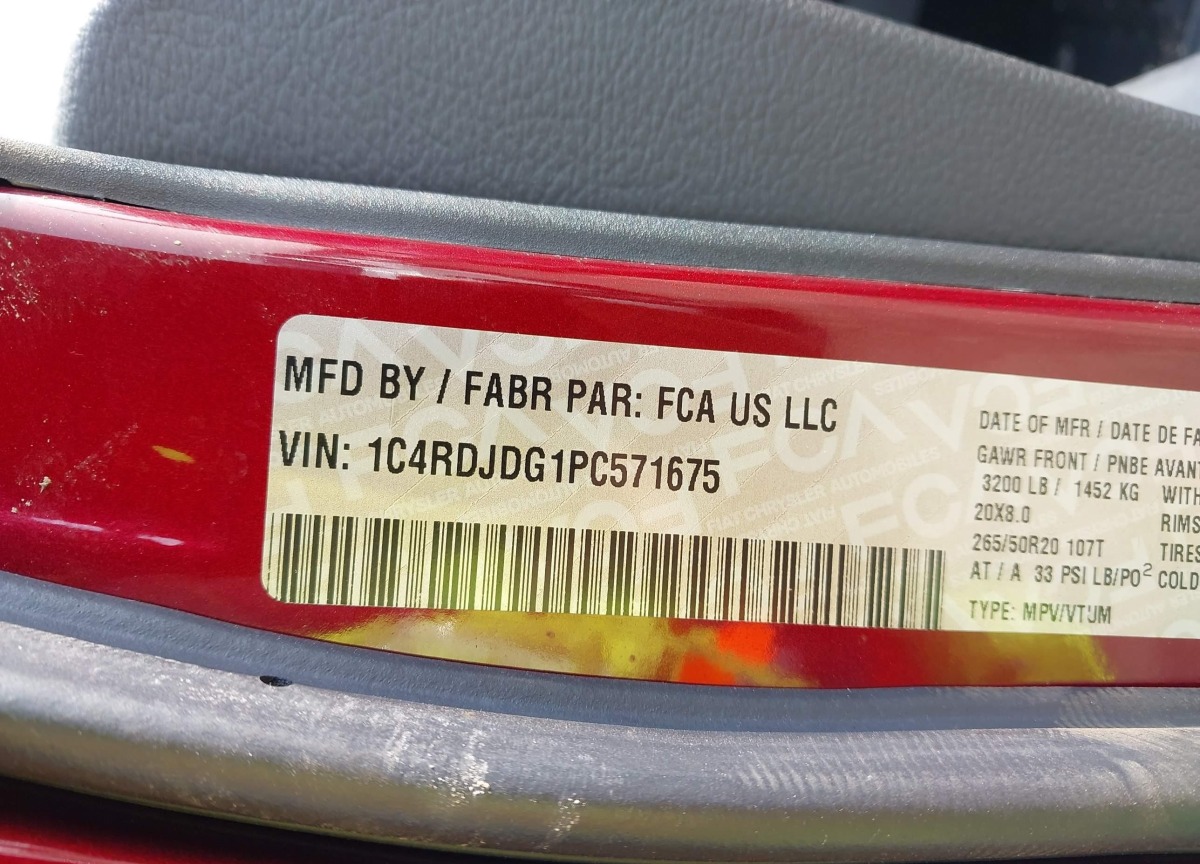 MFD BY / FABR PAR: FCA US LLC
VIN: 1C4RDJDG1PC571675
DATE OF MFR / DATE DE FA
GAWR FRONT / PNBE AVANT
3200 LB / 1452 KG WITH
20X8.0 RIMS
265/50R20 107T TIRES
AT / A 33 PSI LB/PO² COLD
TYPE: MPV/VTUM